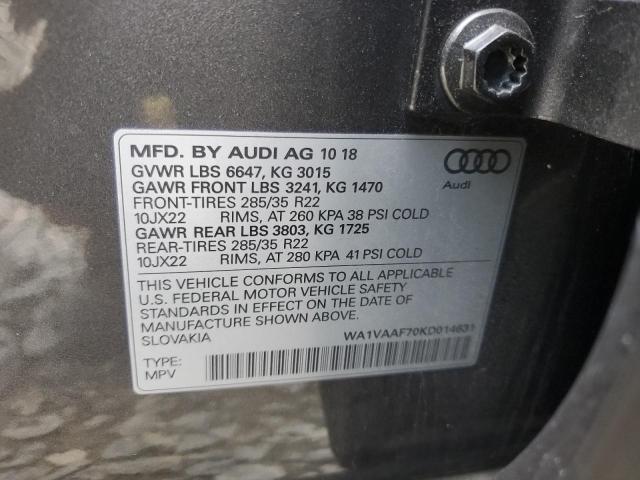 MFD. BY AUDI AG 10 18
GVWR LBS 6647, KG 3015
GAWR FRONT LBS 3241, KG 1470
FRONT-TIRES 285/35 R22
10JX22 RIMS, AT 260 KPA 38 PSI COLD
GAWR REAR LBS 3803, KG 1725
REAR-TIRES 285/35 R22
10JX22 RIMS, AT 280 KPA 41 PSI COLD
Audi
THIS VEHICLE CONFORMS TO ALL APPLICABLE
U.S. FEDERAL MOTOR VEHICLE SAFETY
STANDARDS IN EFFECT ON THE DATE OF
MANUFACTURE SHOWN ABOVE.
SLOVAKIA
WA1VAAF70KD014631
TYPE:
MPV